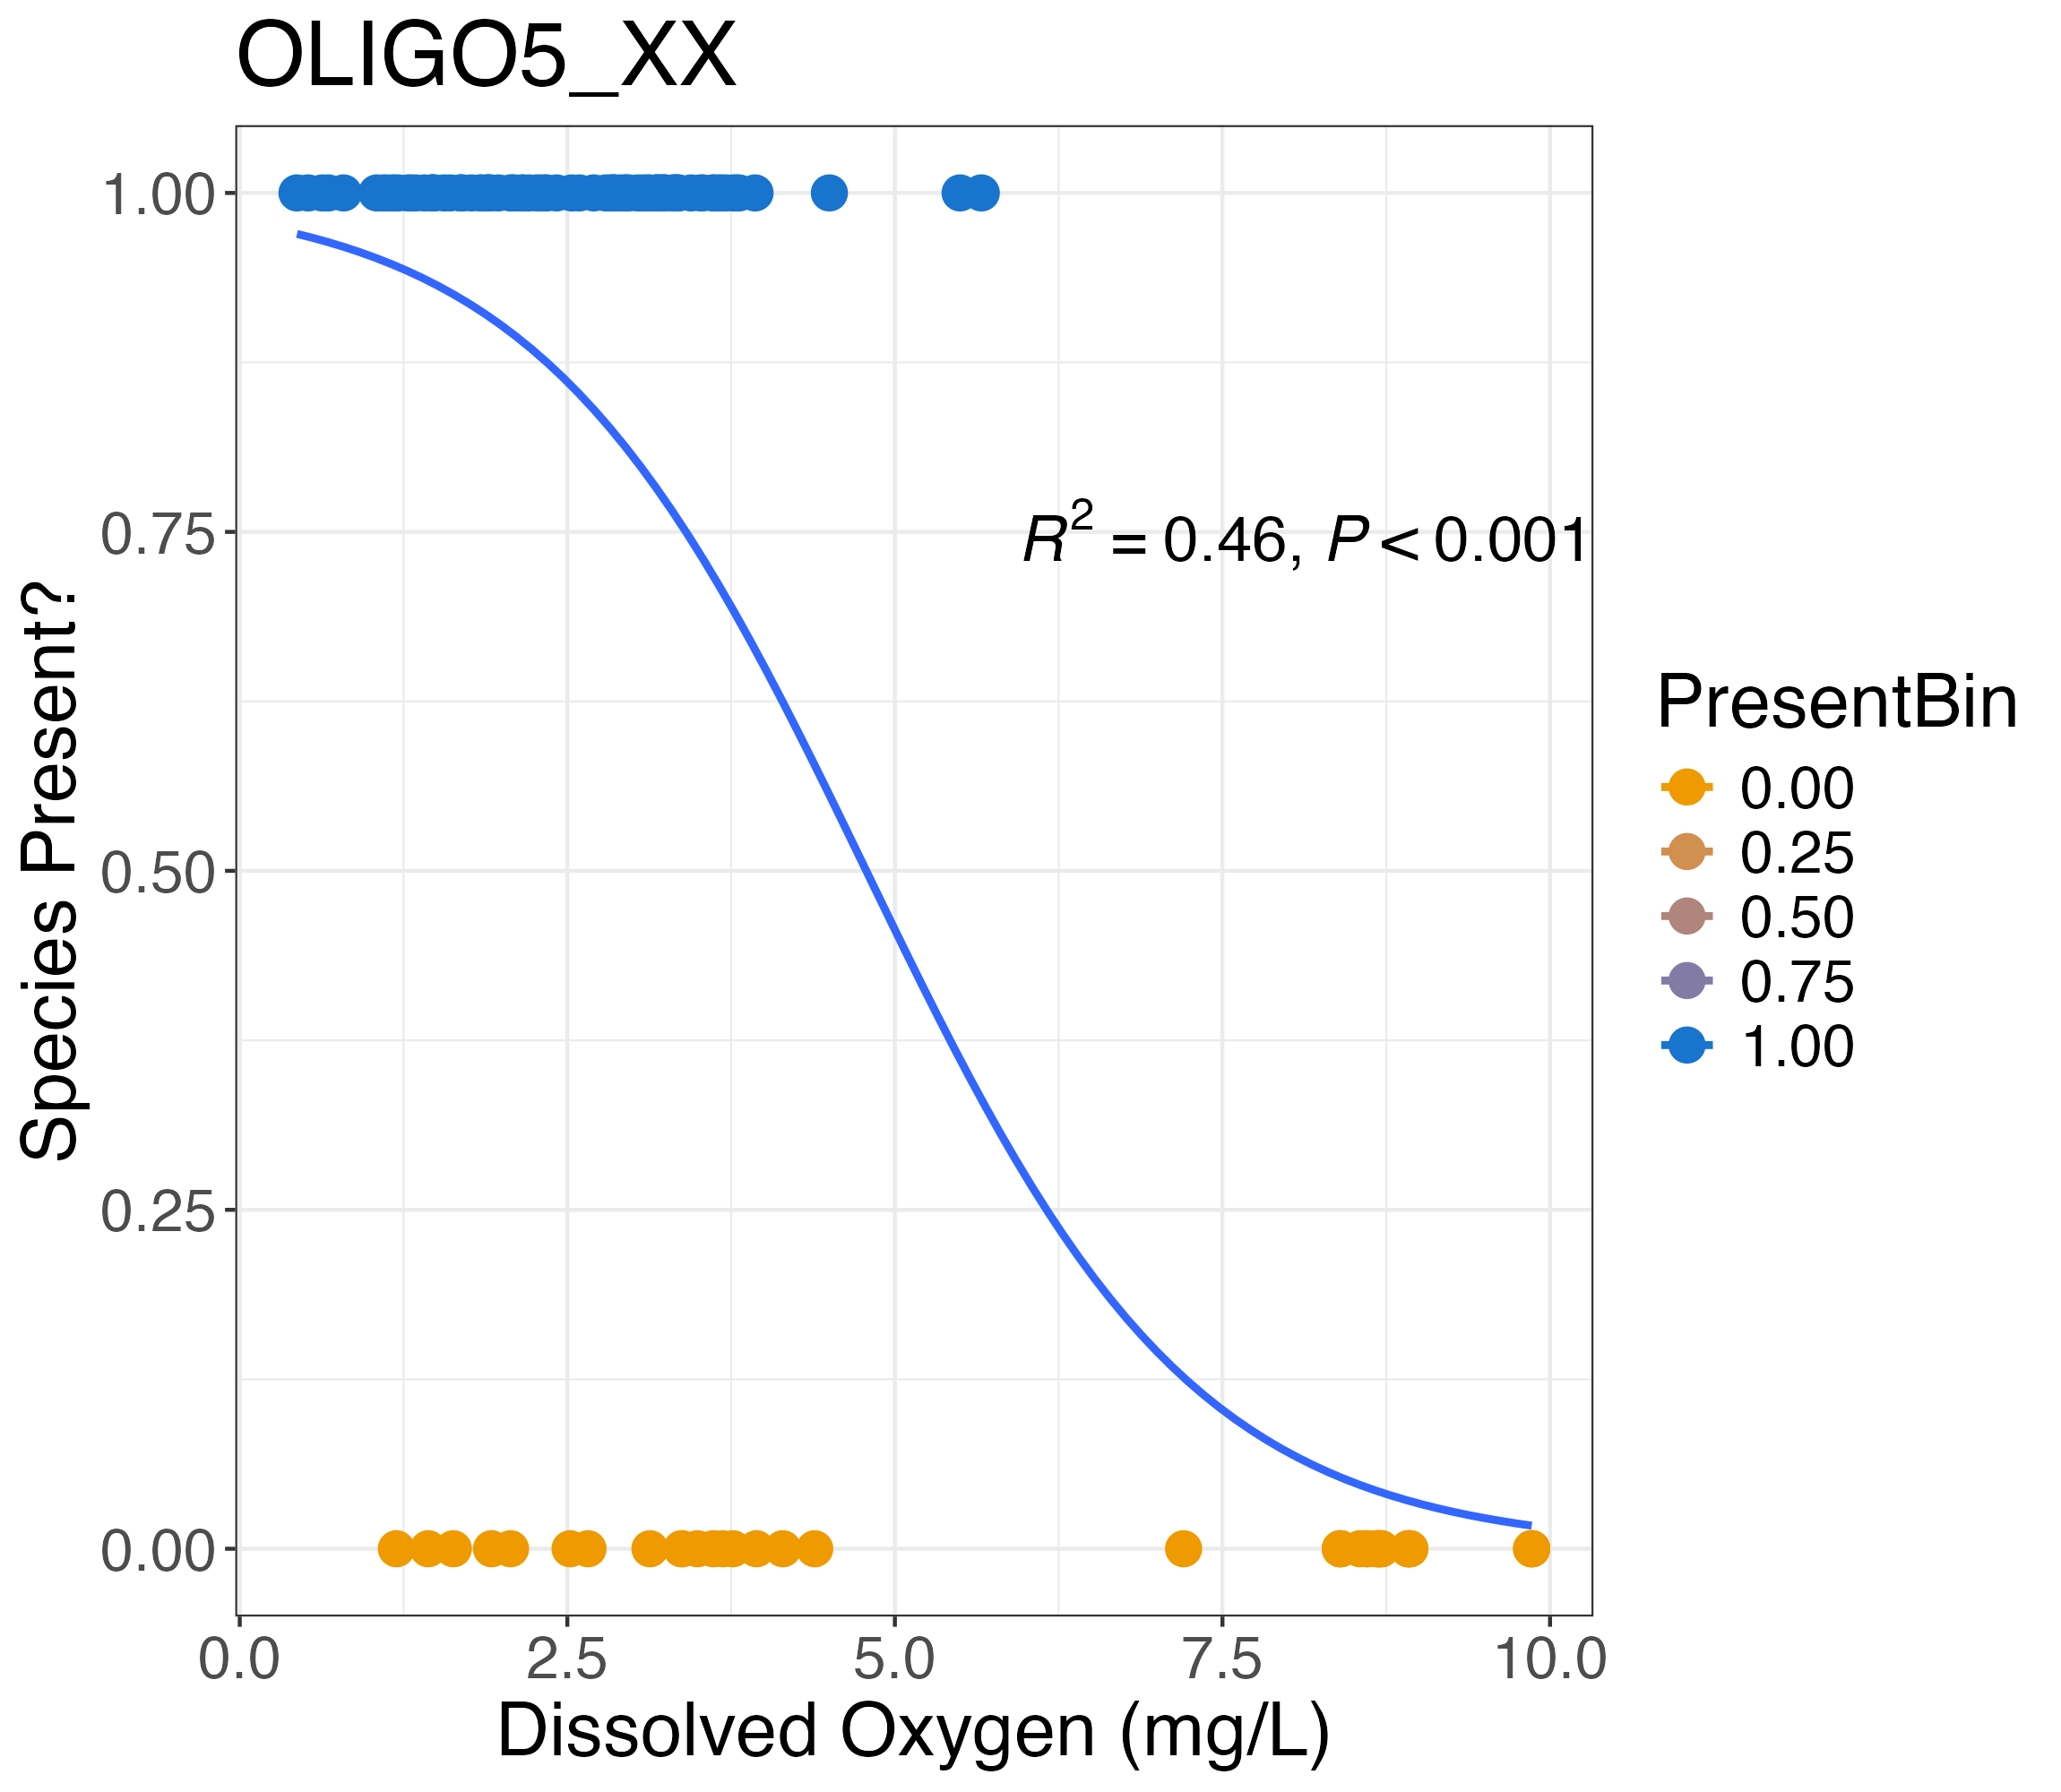 OLIGO5_XX
Species Present?
1.00
0.75
0.50
0.25
0.00
R² = 0.46, P < 0.001
0.0 2.5 5.0 7.5 10.0
Dissolved Oxygen (mg/L)
PresentBin
0.00
0.25
0.50
0.75
1.00